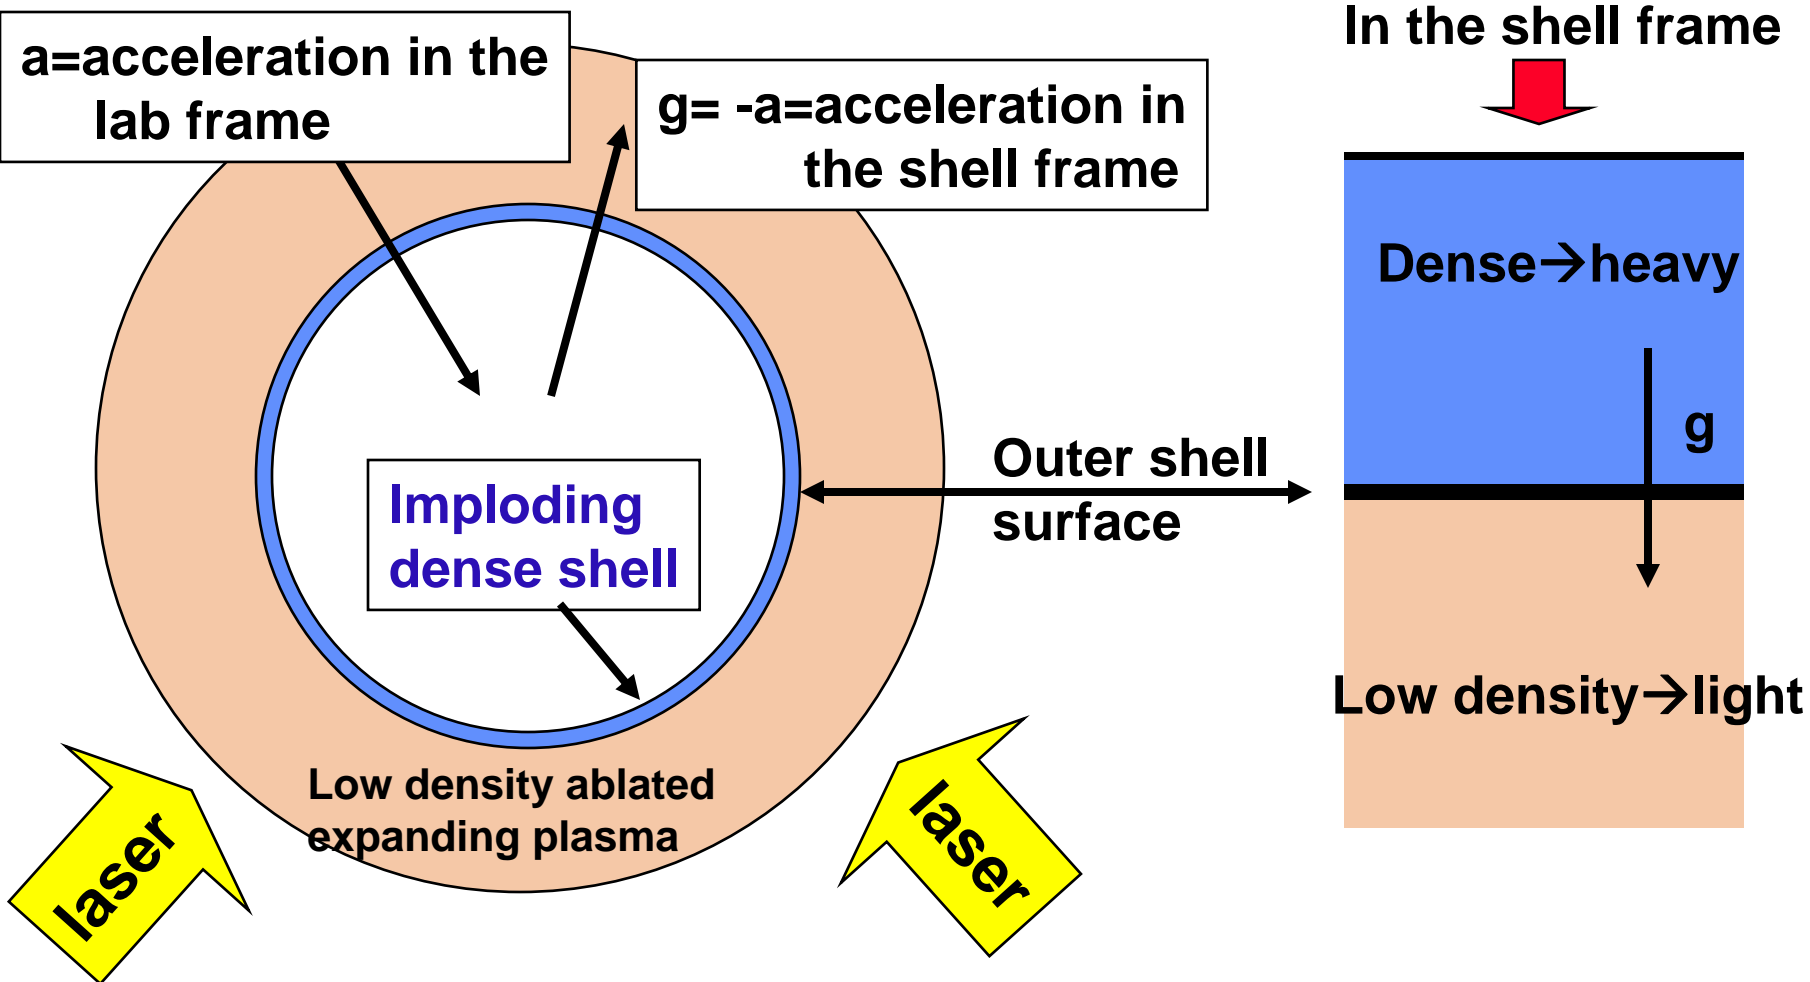 a=acceleration in the
lab frame
g= -a=acceleration in
the shell frame
In the shell frame
Dense→heavy
g
Outer shell
surface
Imploding
dense shell
Low density→light
Low density ablated
expanding plasma
laser
laser